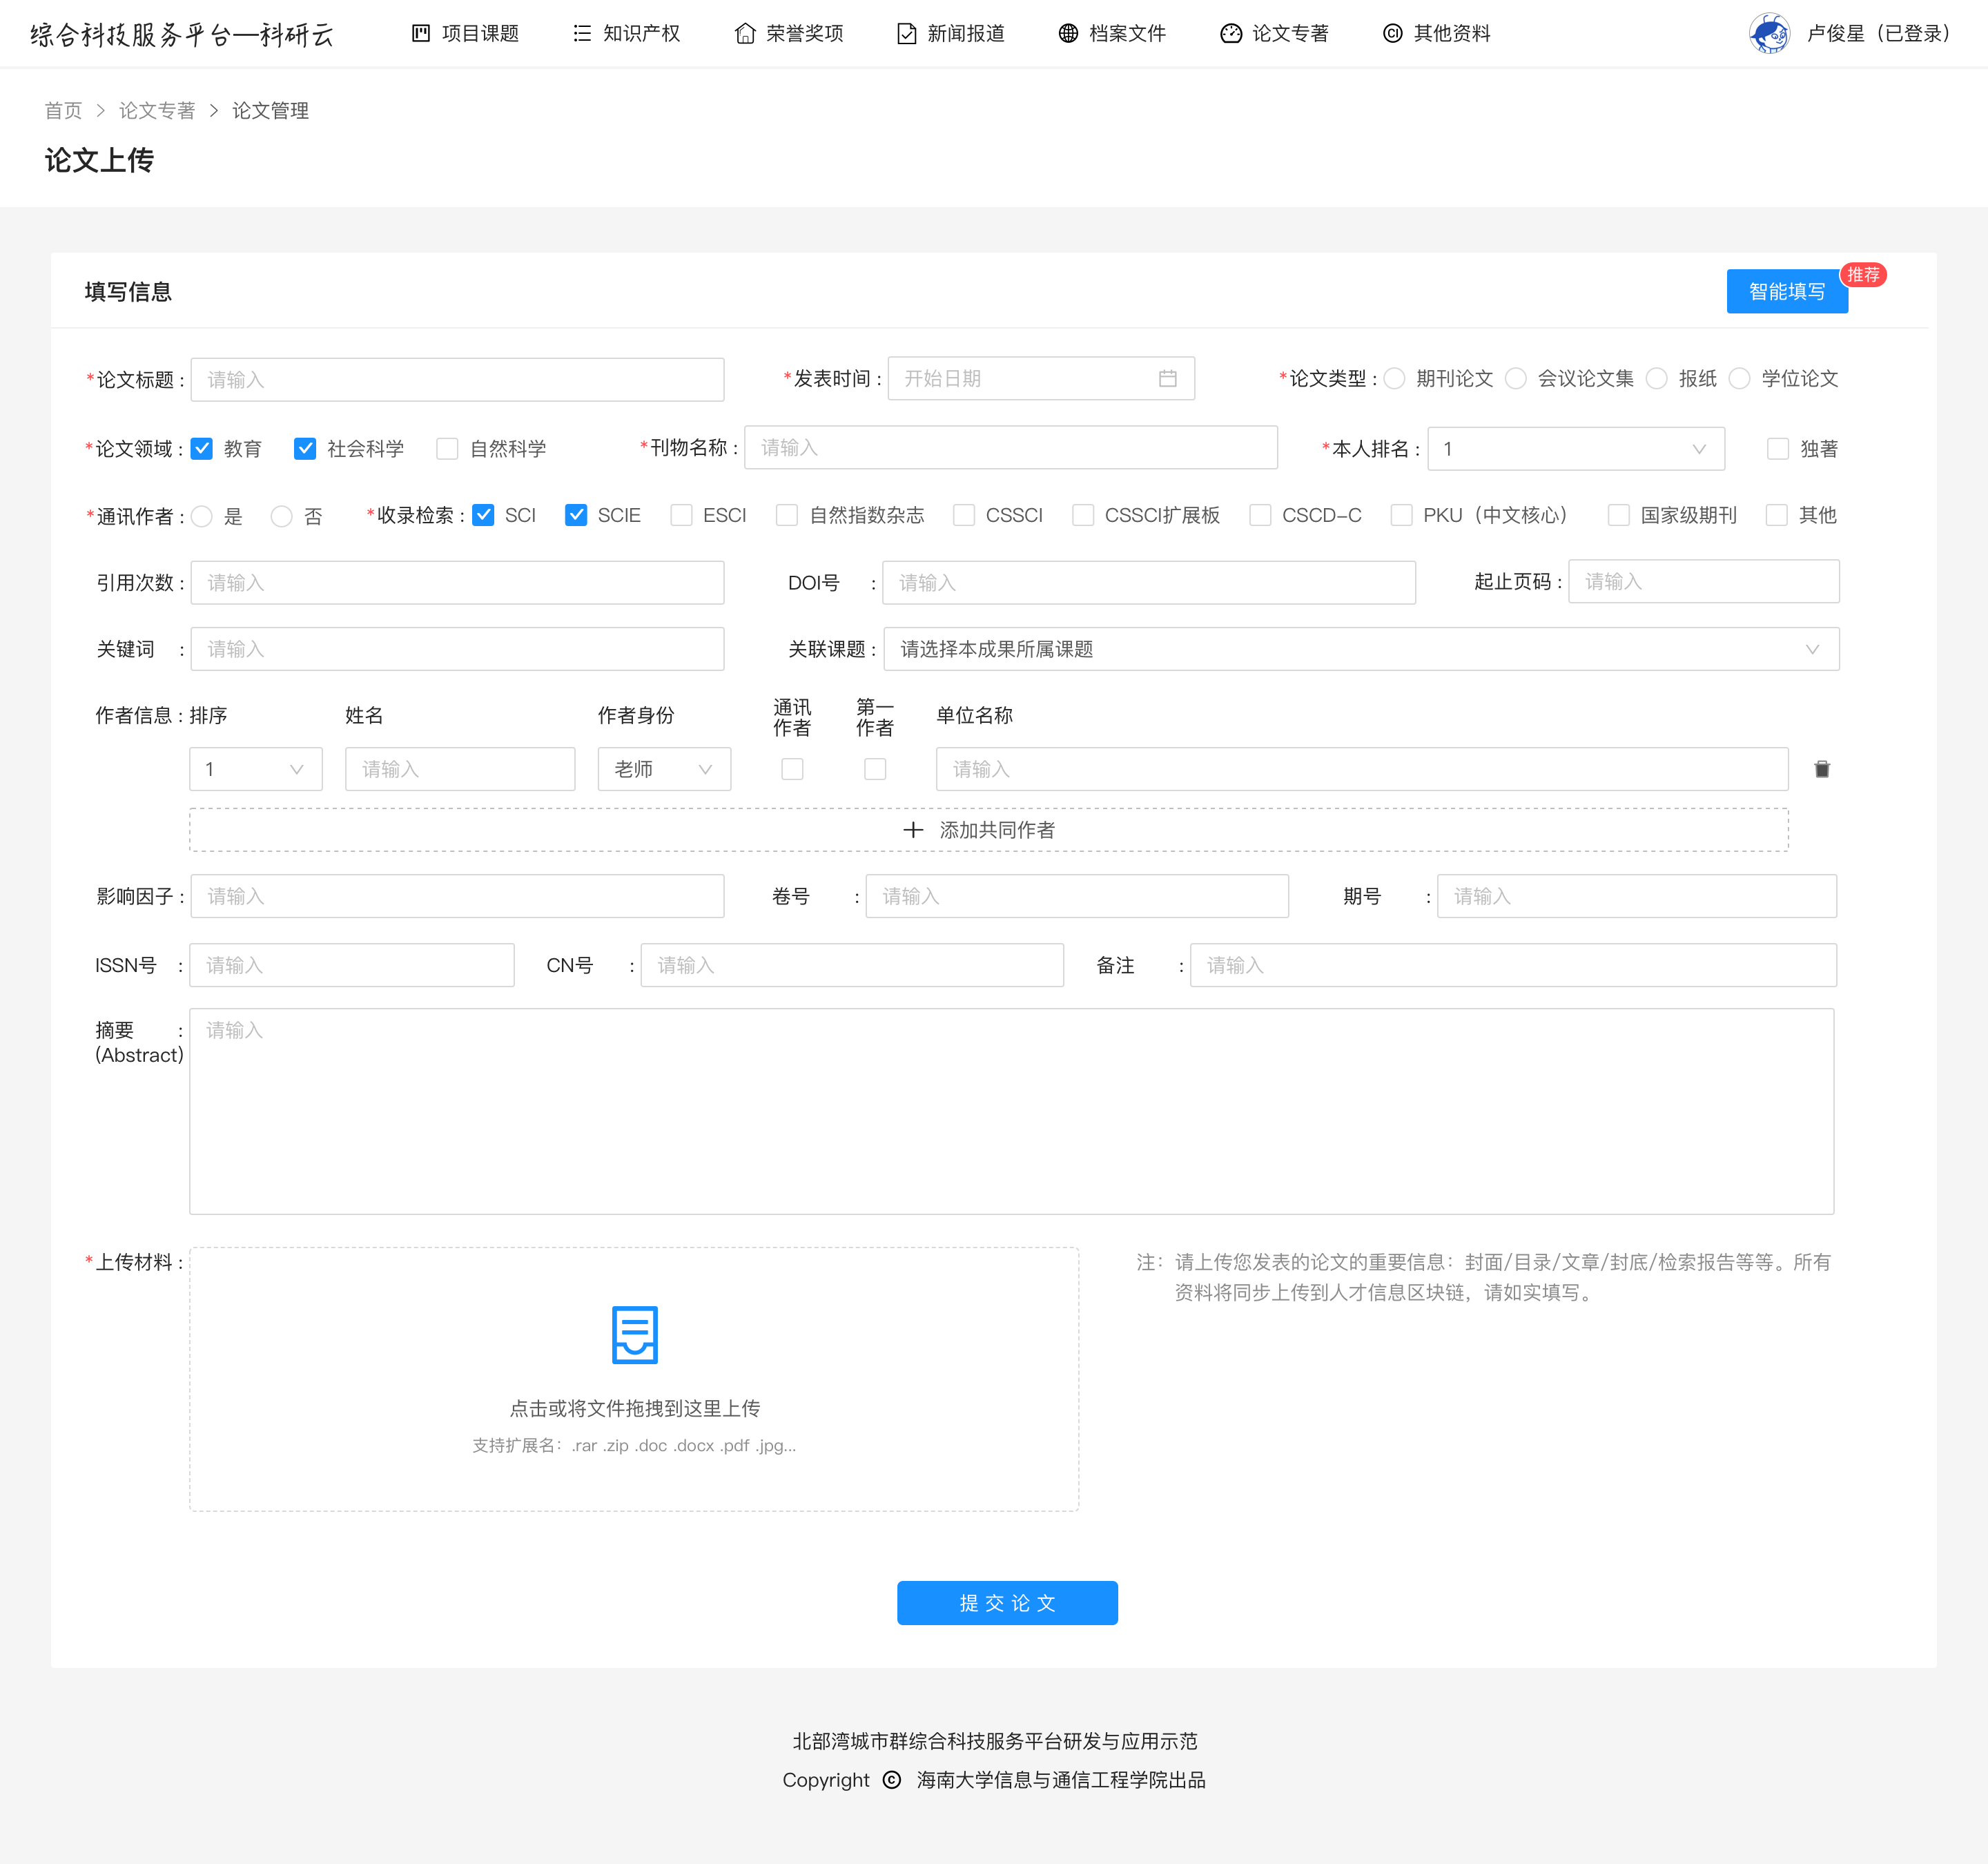 综合科技服务平台—科研云 项目课题 知识产权 荣誉奖项 新闻报道 档案文件 论文专著 其他资料 卢俊星（已登录）
首页 > 论文专著 > 论文管理
论文上传
填写信息 智能填写 推荐
*论文标题 : 请输入 *发表时间 : 开始日期 *论文类型 : 期刊论文 会议论文集 报纸 学位论文
*论文领域 : 教育 社会科学 自然科学 *刊物名称 : 请输入 *本人排名 : 1 独著
*通讯作者 : 是 否 *收录检索 : SCI SCIE ESCI 自然指数杂志 CSSCI CSSCI扩展板 CSCD-C PKU（中文核心） 国家级期刊 其他
引用次数 : 请输入 DOI号 : 请输入 起止页码 : 请输入
关键词 : 请输入 关联课题 : 请选择本成果所属课题
作者信息 : 排序 姓名 作者身份 通讯作者 第一作者 单位名称
1 请输入 老师 请输入
添加共同作者
影响因子 : 请输入 卷号 : 请输入 期号 : 请输入
ISSN号 : 请输入 CN号 : 请输入 备注 : 请输入
摘要 : 请输入
(Abstract)
*上传材料 : 注：请上传您发表的论文的重要信息：封面/目录/文章/封底/检索报告等等。所有
资料将同步上传到人才信息区块链，请如实填写。
点击或将文件拖拽到这里上传
支持扩展名：.rar .zip .doc .docx .pdf .jpg...
提交论文
北部湾城市群综合科技服务平台研发与应用示范
Copyright © 海南大学信息与通信工程学院出品